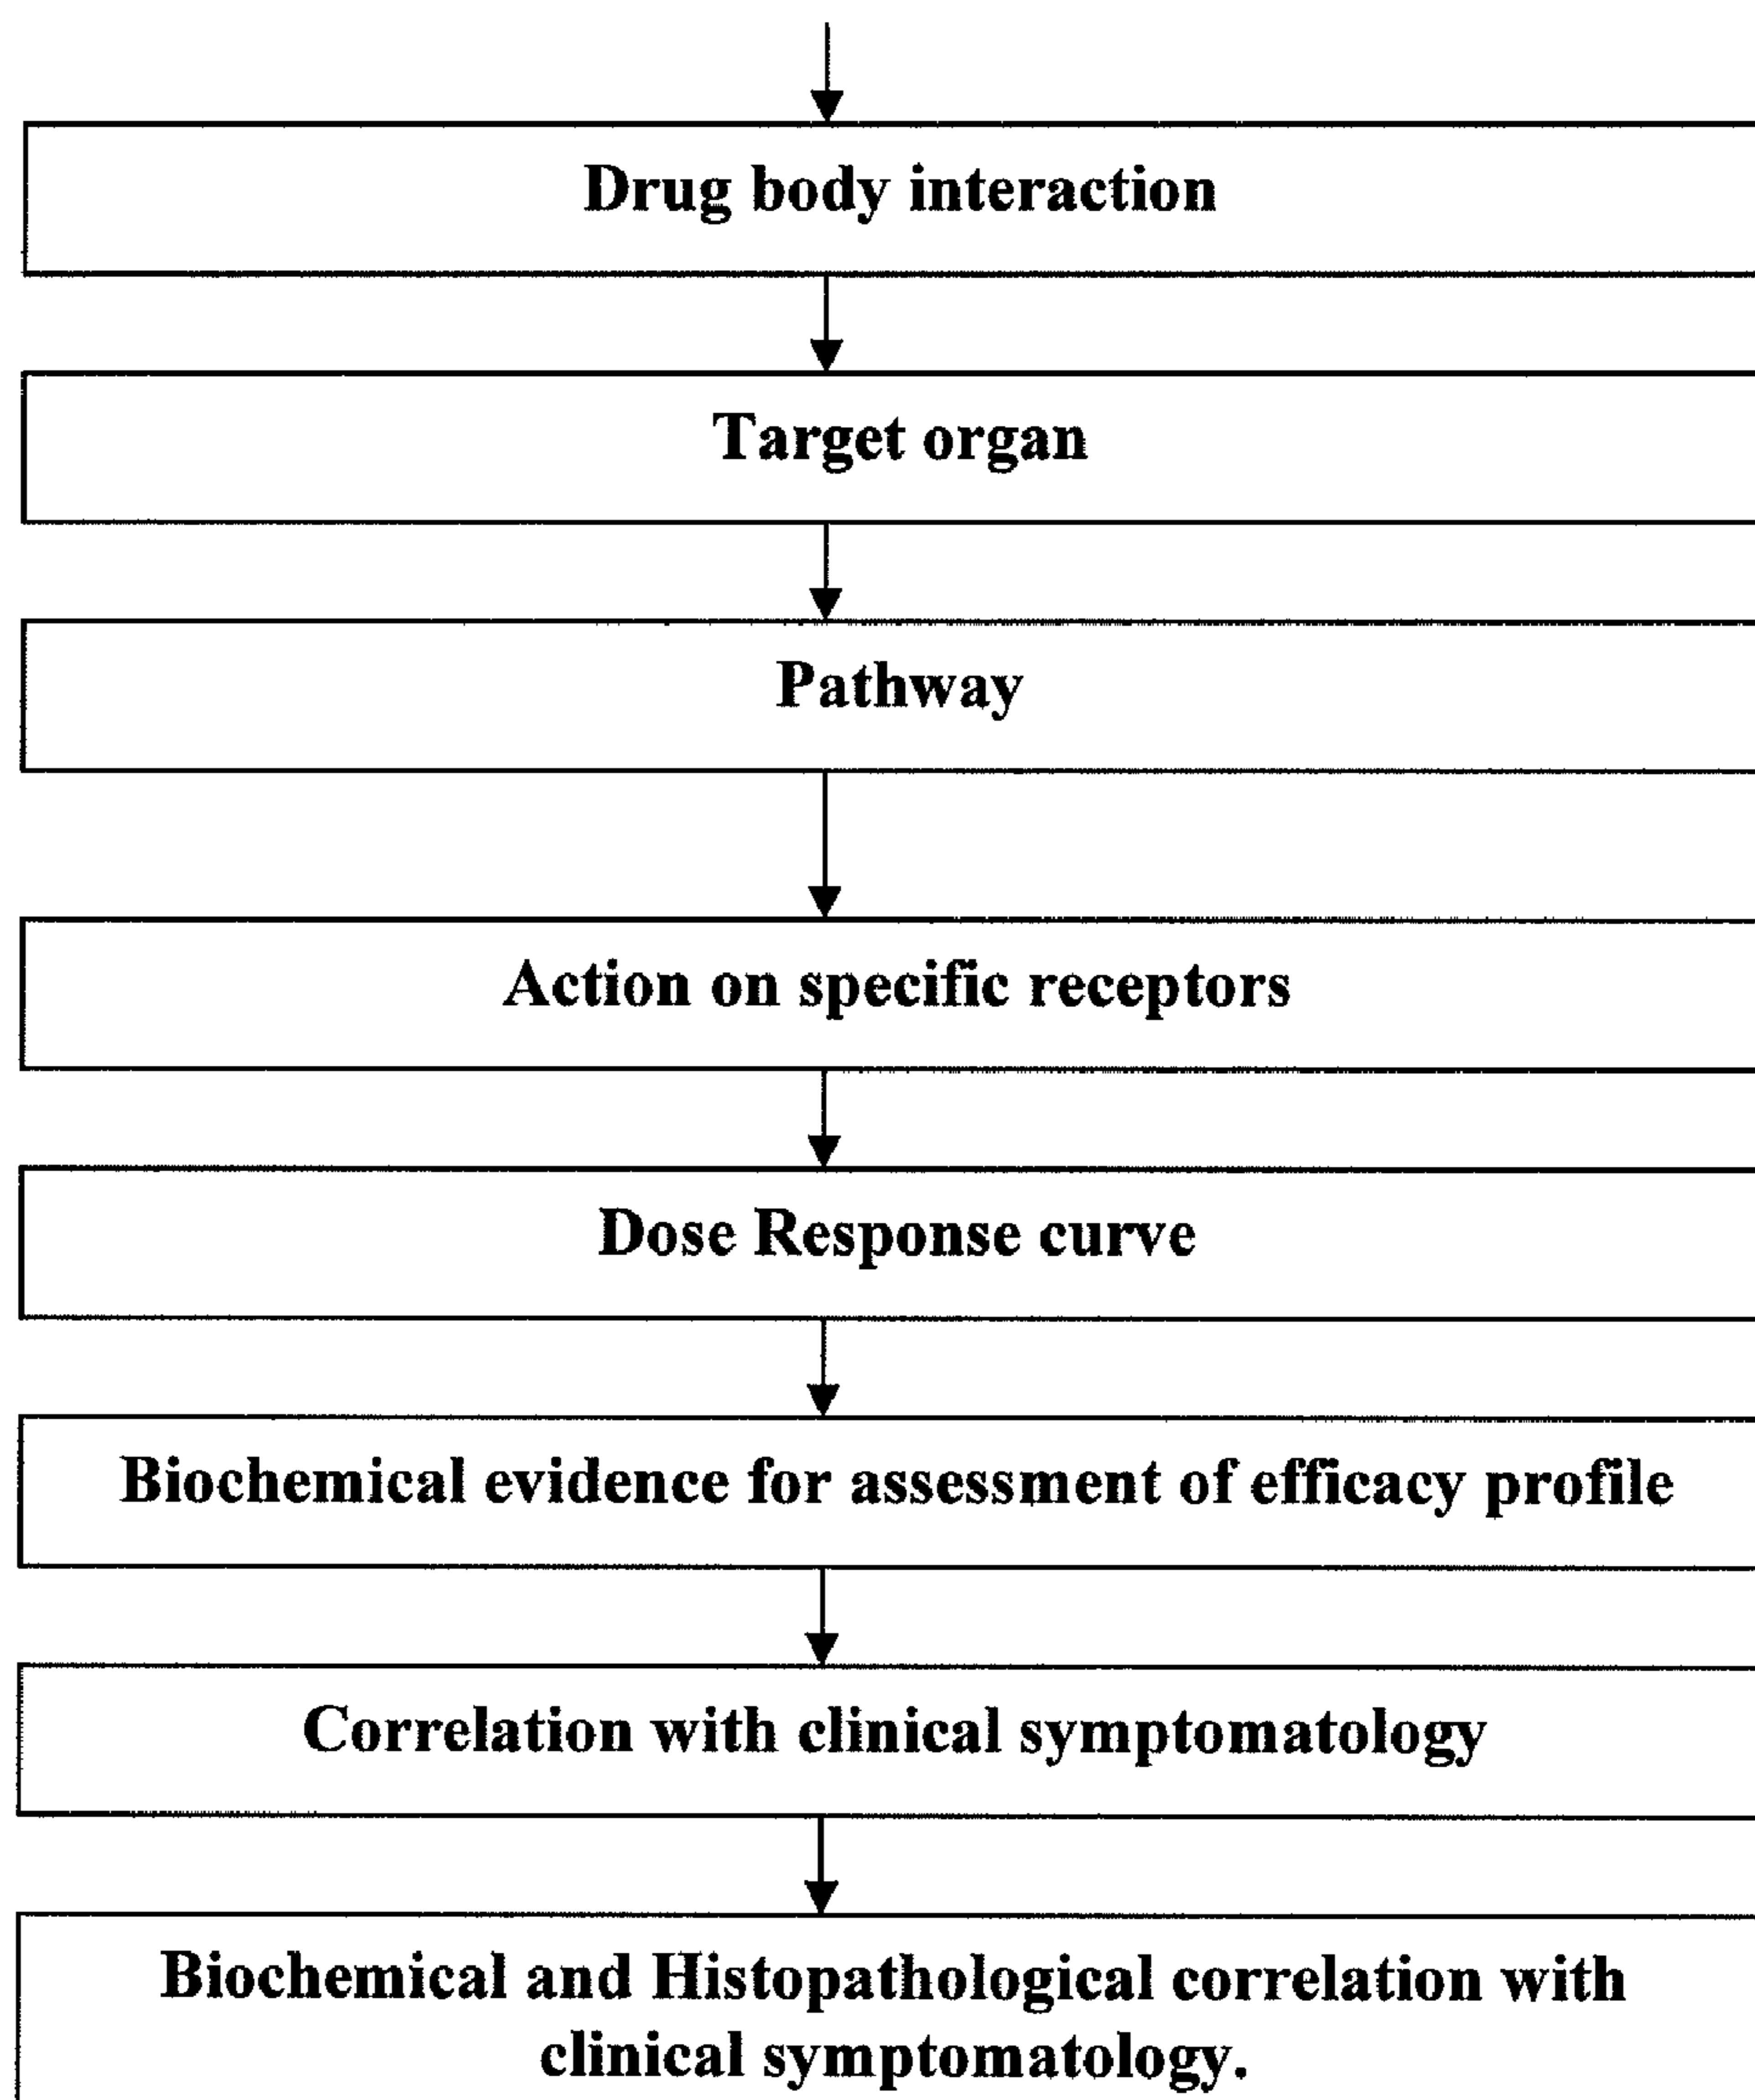 Drug body interaction
Target organ
Pathway
Action on specific receptors
Dose Response curve
Biochemical evidence for assessment of efficacy profile
Correlation with clinical symptomatology
Biochemical and Histopathological correlation with
clinical symptomatology.